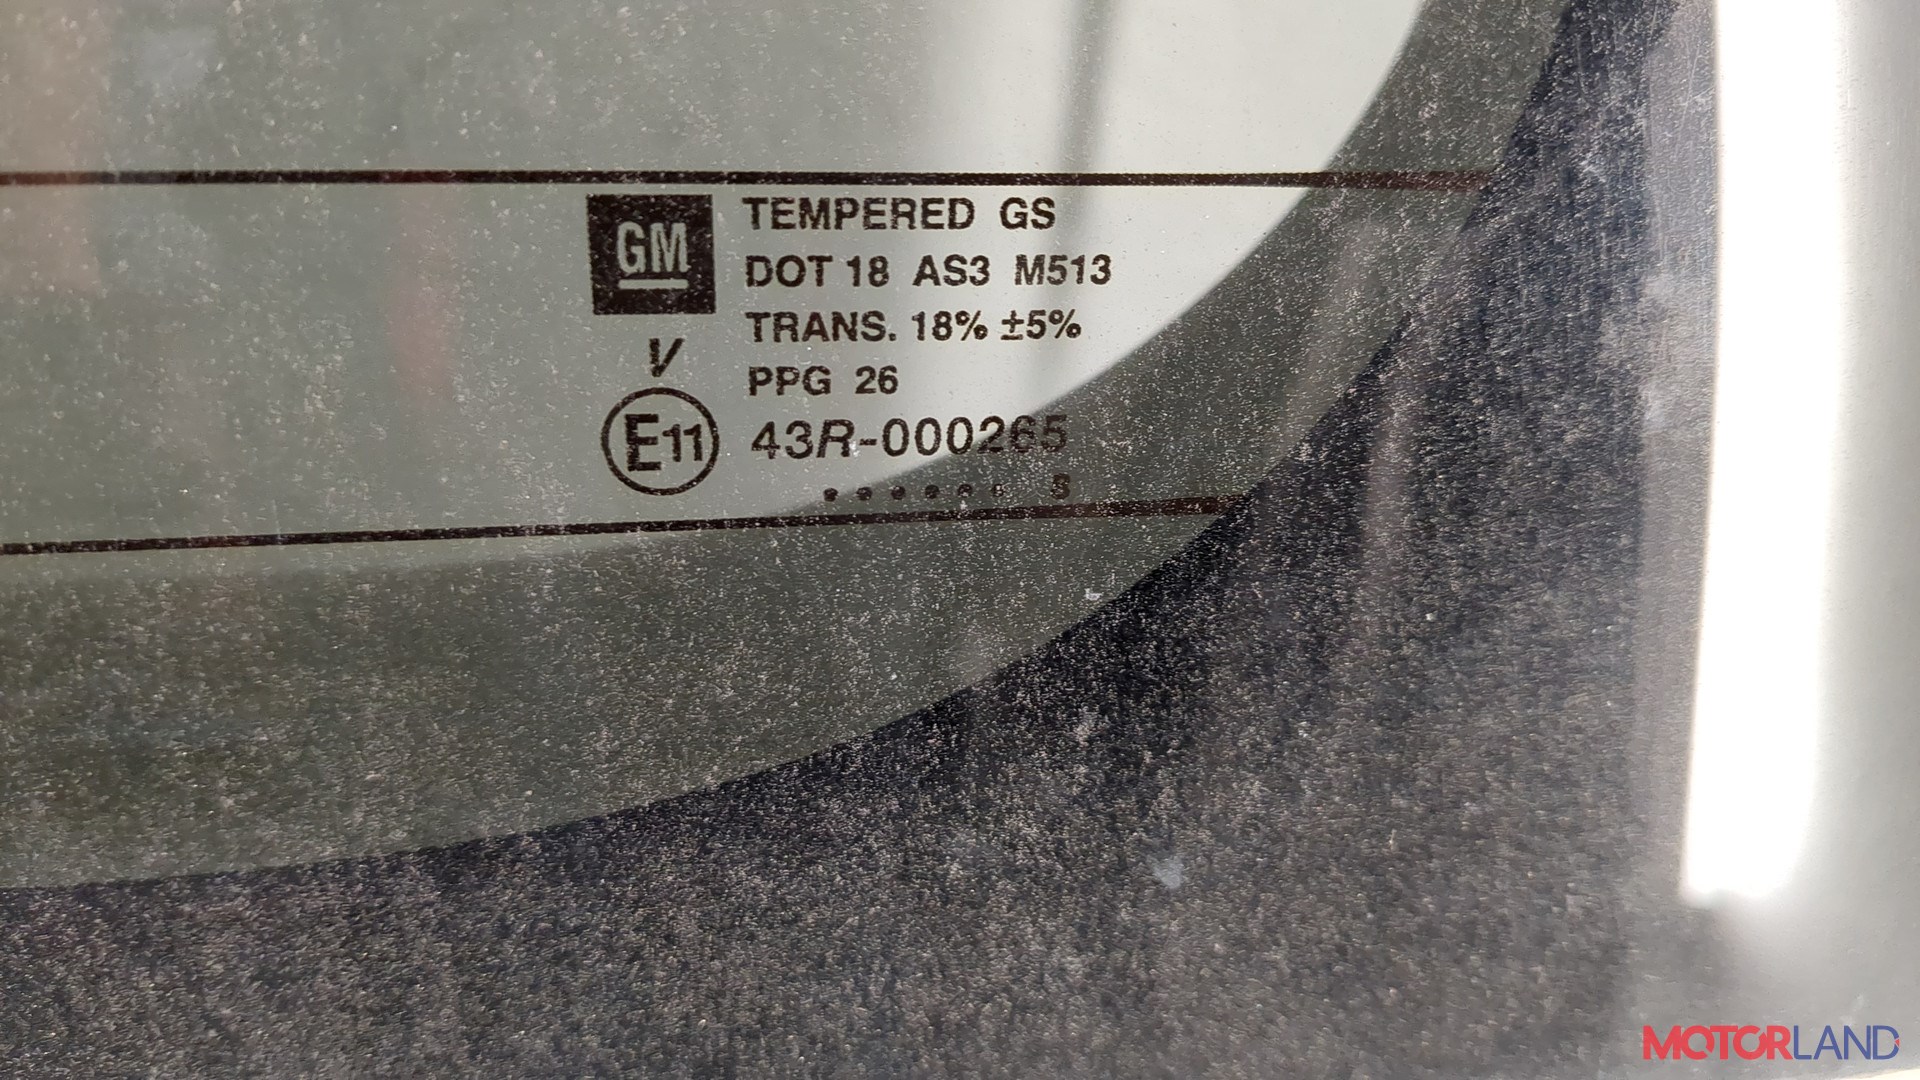 GM
TEMPERED GS
DOT 18 AS3 M513
TRANS. 18% ±5%
V
PPG 26
E11
43R-000265
...... S
MOTORLAND